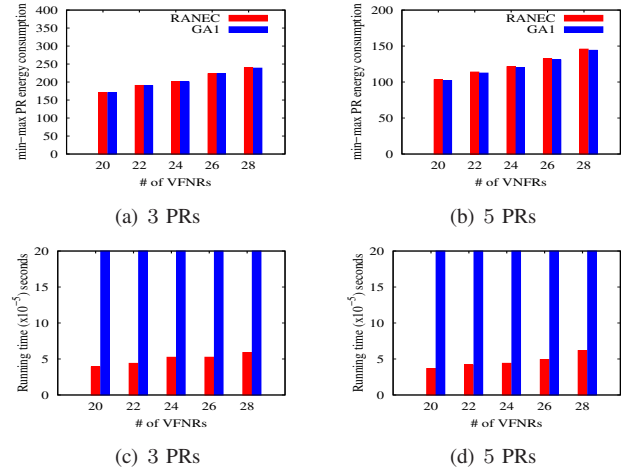 400
350
300
250
200
150
100
50
0
min-max PR energy consumption
RANEC
GA1
20 22 24 26 28
# of VFNRs
(a) 3 PRs
150
100
50
0
min-max PR energy consumption
RANEC
GA1
20 22 24 26 28
# of VNFRs
(b) 5 PRs
20
15
10
5
0
Running time (x10⁻⁵) seconds
20 22 24 26 28
# of VFNRs
(c) 3 PRs
20
15
10
5
0
Running time (x10⁻⁵) seconds
20 22 24 26 28
# of VFNRs
(d) 5 PRs